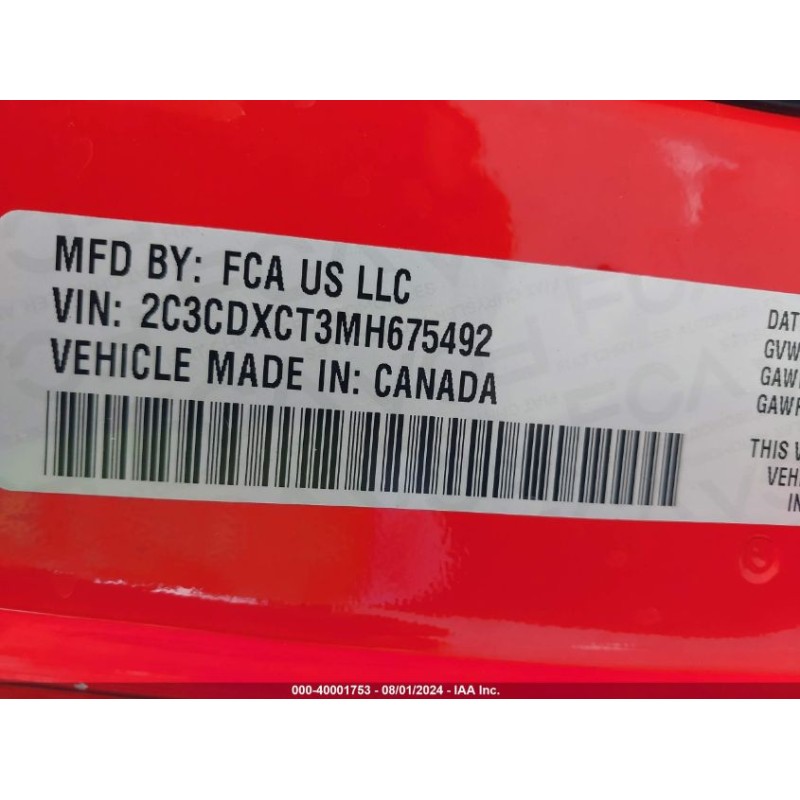 MFD BY: FCA US LLC
VIN: 2C3CDXCT3MH675492
VEHICLE MADE IN: CANADA
DAT
GVW
GAW
GAWR
THIS V
VEH
IN
000-40001753 - 08/01/2024 - IAA Inc.